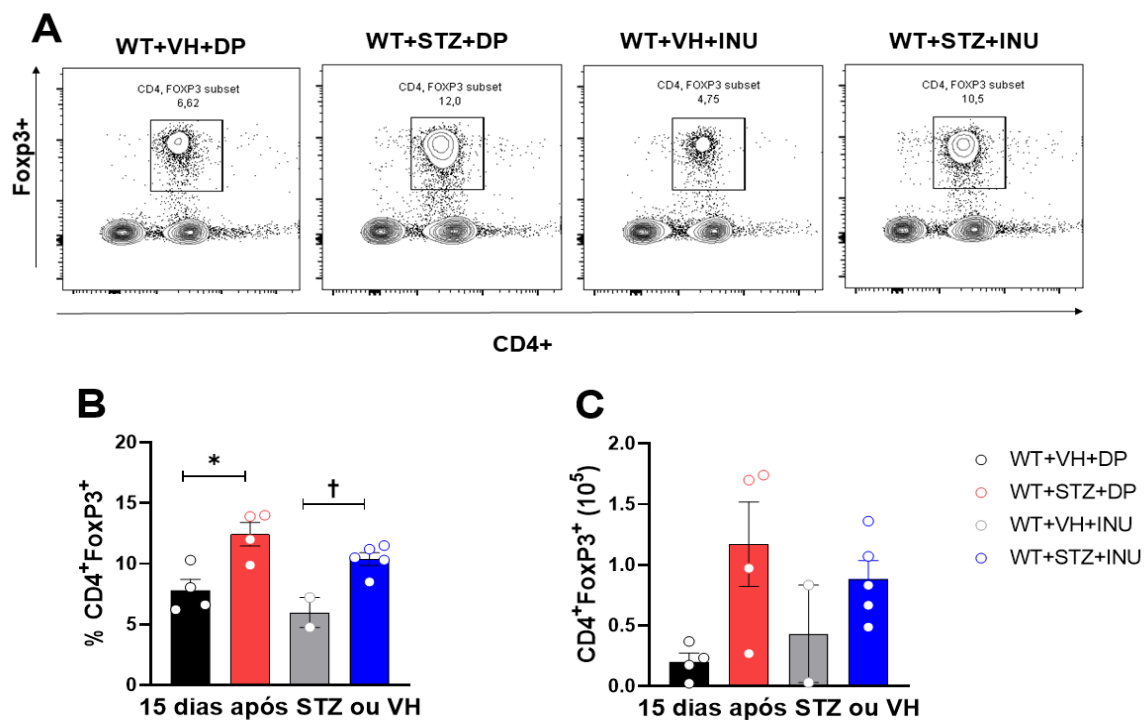 A
WT+VH+DP
WT+STZ+DP
WT+VH+INU
WT+STZ+INU
CD4, FOXP3 subset
6,62
CD4, FOXP3 subset
12,0
CD4, FOXP3 subset
4,75
CD4, FOXP3 subset
10,5
Foxp3+
CD4+
B
% CD4⁺FoxP3⁺
20
15
10
5
0
*
†
15 dias após STZ ou VH
C
CD4⁺FoxP3⁺ (10⁵)
2.0
1.5
1.0
0.5
0.0
15 dias após STZ ou VH
WT+VH+DP
WT+STZ+DP
WT+VH+INU
WT+STZ+INU